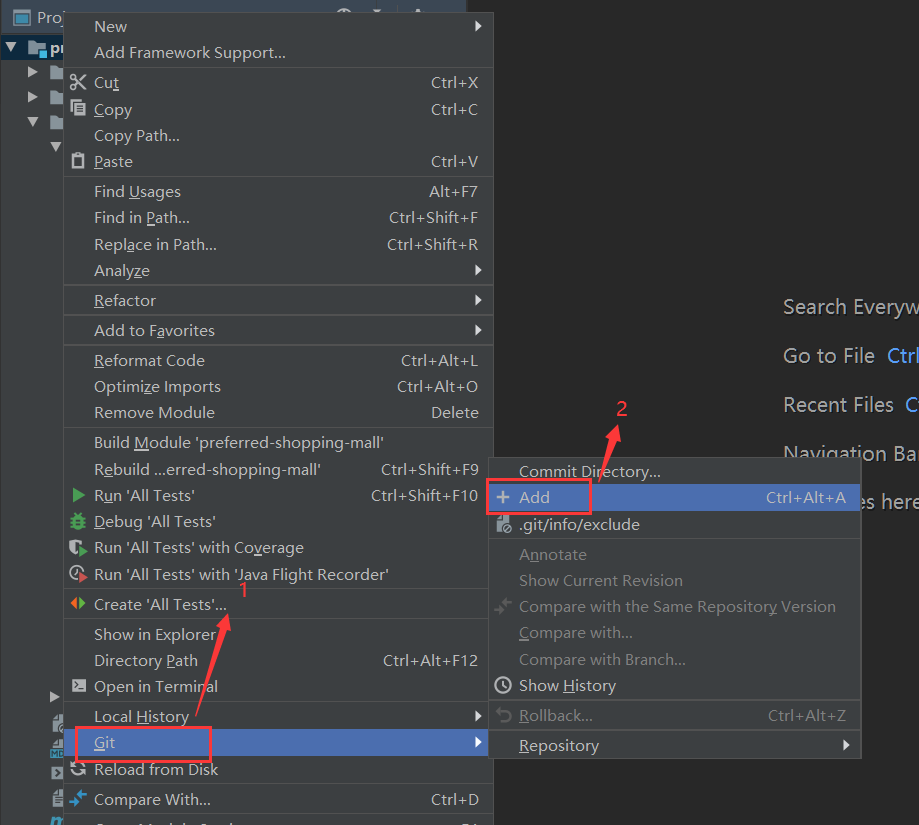 New
Add Framework Support...
Cut Ctrl+X
Copy Ctrl+C
Copy Path...
Paste Ctrl+V
Find Usages Alt+F7
Find in Path... Ctrl+Shift+F
Replace in Path... Ctrl+Shift+R
Analyze
Refactor
Add to Favorites
Reformat Code Ctrl+Alt+L
Optimize Imports Ctrl+Alt+O
Remove Module Delete
Build Module 'preferred-shopping-mall'
Rebuild ...erred-shopping-mall' Ctrl+Shift+F9
Run 'All Tests' Ctrl+Shift+F10
Debug 'All Tests'
Run 'All Tests' with Coverage
Run 'All Tests' with 'Java Flight Recorder'
1
Create 'All Tests'...
Show in Explorer
Directory Path Ctrl+Alt+F12
Open in Terminal
Local History
Git
Reload from Disk
Compare With... Ctrl+D
2
Commit Directory...
Add Ctrl+Alt+A
.git/info/exclude
Annotate
Show Current Revision
Compare with the Same Repository Version
Compare with...
Compare with Branch...
Show History
Rollback... Ctrl+Alt+Z
Repository
Search
Go to File
Recent Files
Navigation
here